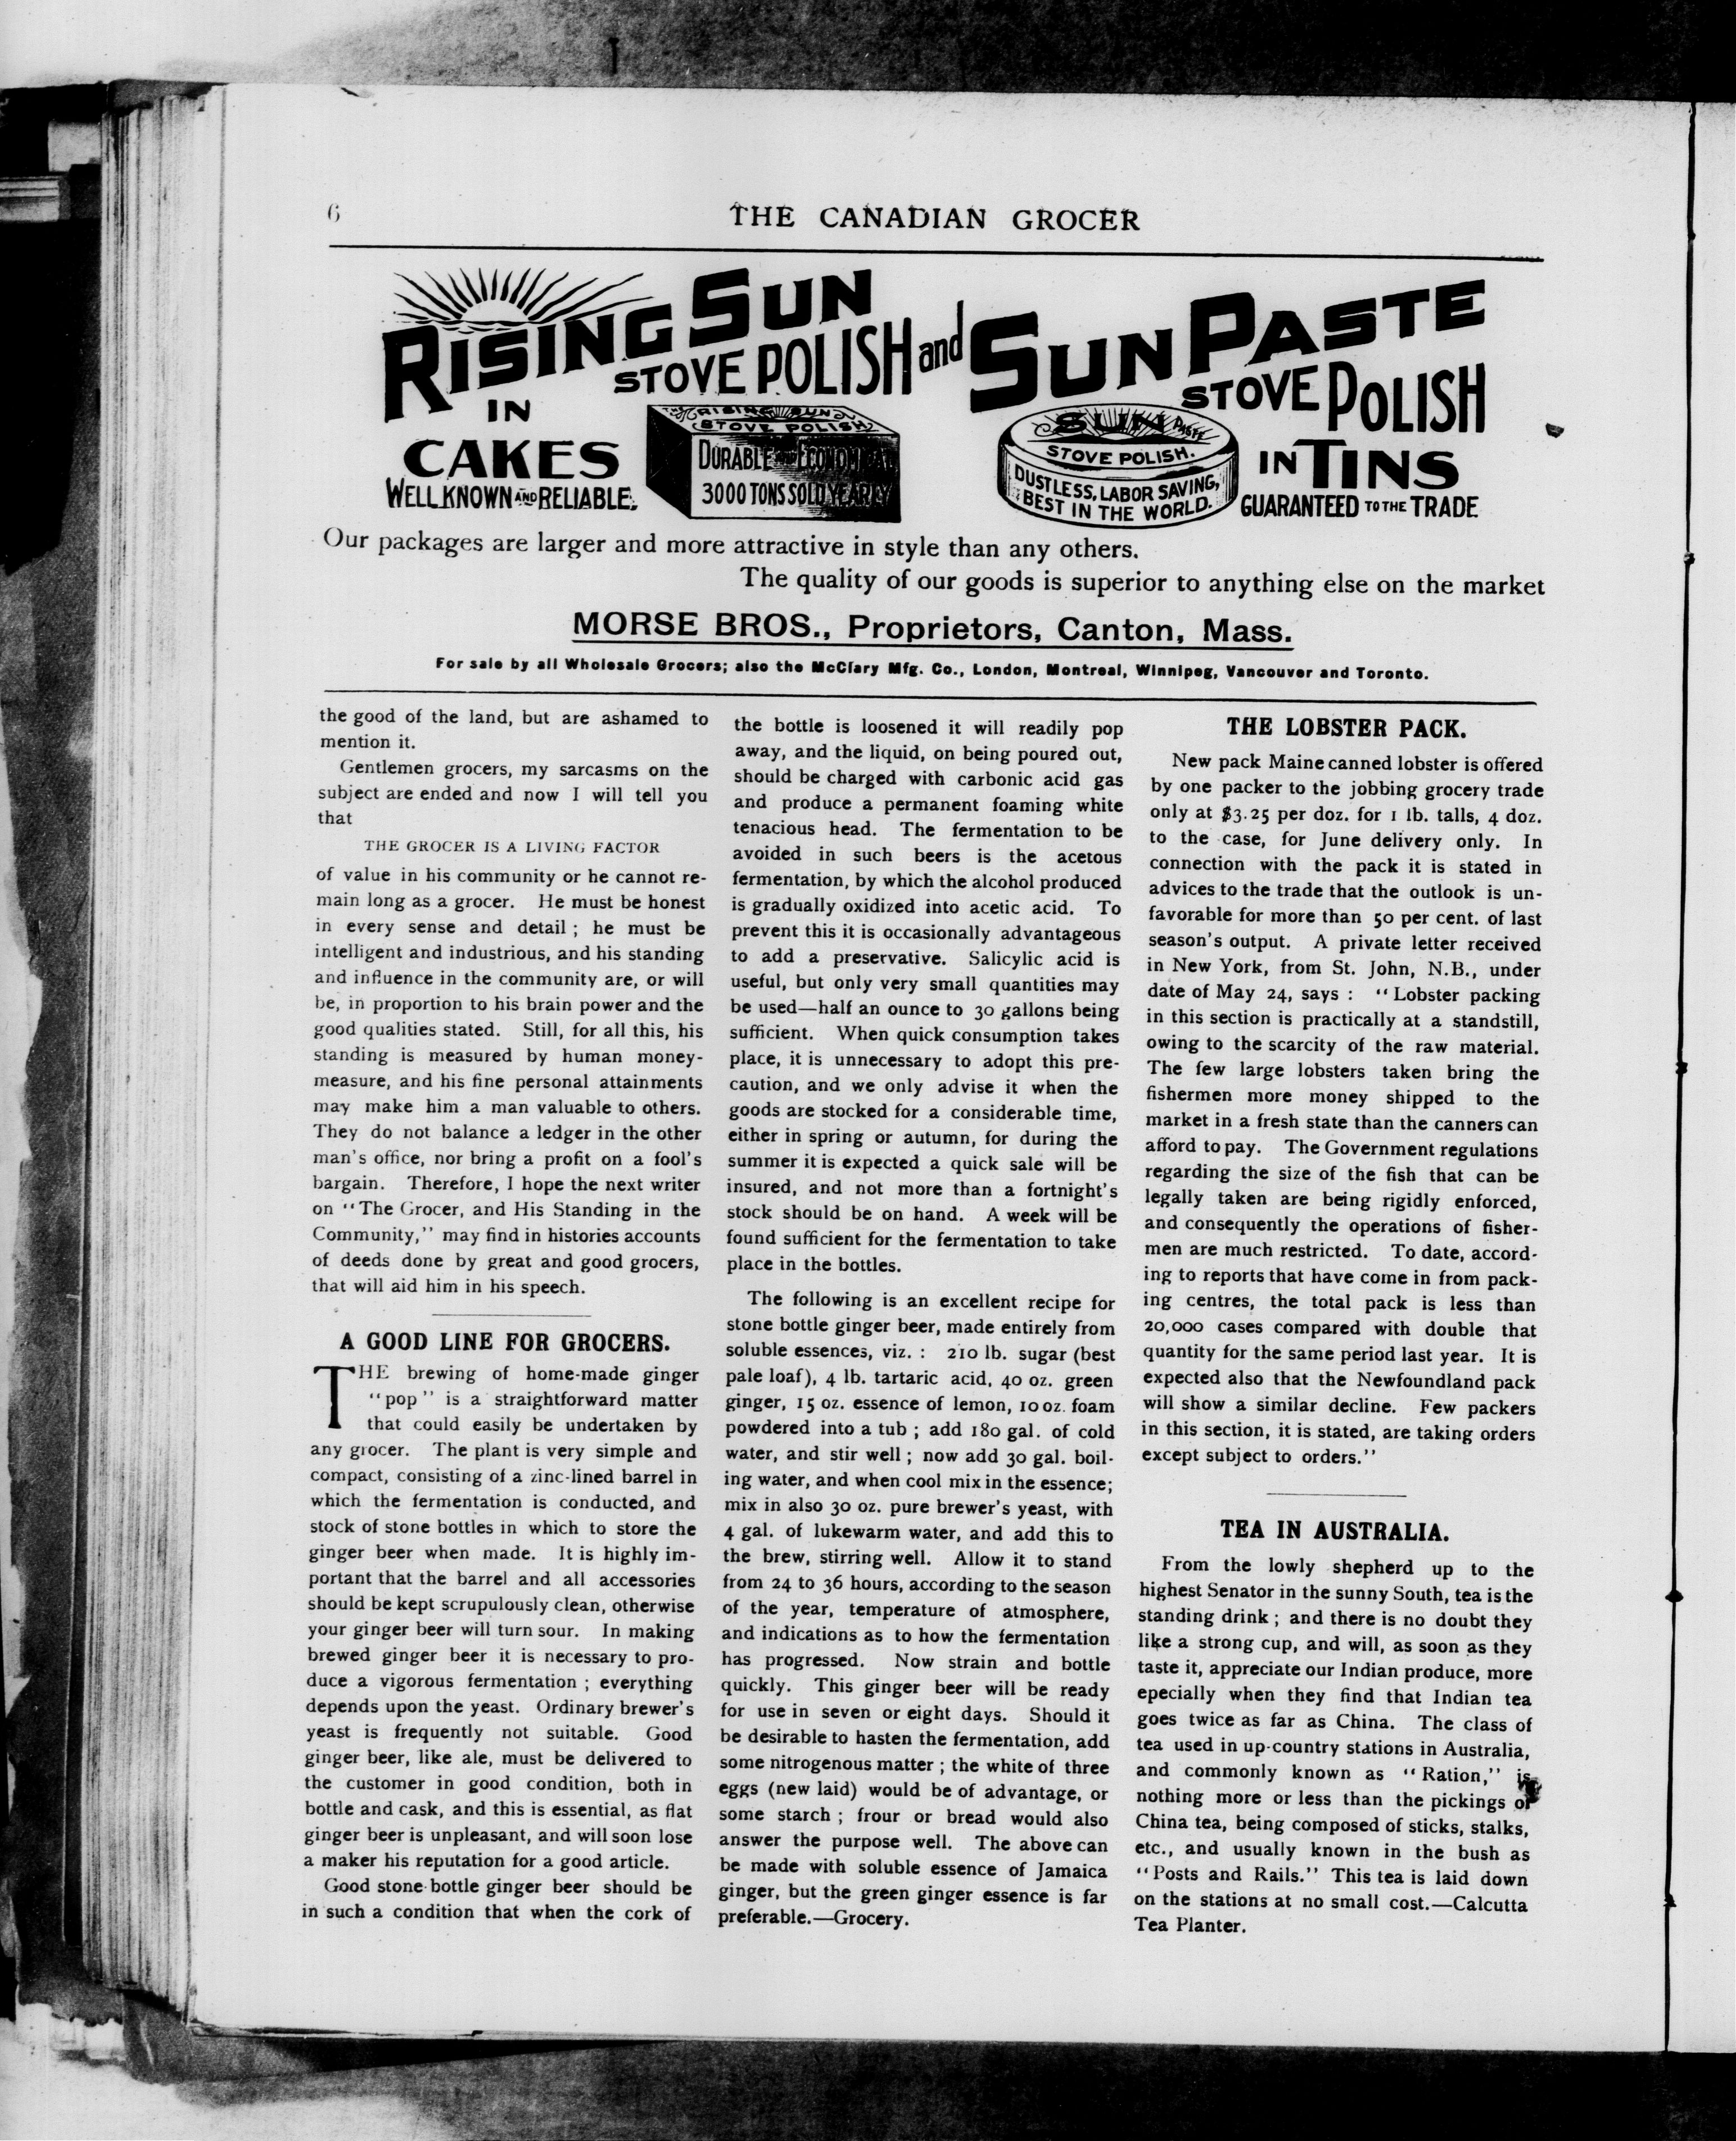 6
THE CANADIAN GROCER
RISING SUN
STOVE POLISH and SUN PASTE
STOVE POLISH
IN
CAKES
WELL KNOWN AND RELIABLE.
THE RISING SUN
STOVE POLISH
DURABLE AND ECONOMICAL
3000 TONS SOLD YEARLY
SUN PASTE
STOVE POLISH.
DUSTLESS, LABOR SAVING,
BEST IN THE WORLD.
IN TINS
GUARANTEED TO THE TRADE
Our packages are larger and more attractive in style than any others.
The quality of our goods is superior to anything else on the market
MORSE BROS., Proprietors, Canton, Mass.
For sale by all Wholesale Grocers; also the McClary Mfg. Co., London, Montreal, Winnipeg, Vancouver and Toronto.
the good of the land, but are ashamed to
mention it.
Gentlemen grocers, my sarcasms on the
subject are ended and now I will tell you
that
THE GROCER IS A LIVING FACTOR
of value in his community or he cannot re-
main long as a grocer. He must be honest
in every sense and detail ; he must be
intelligent and industrious, and his standing
and influence in the community are, or will
be, in proportion to his brain power and the
good qualities stated. Still, for all this, his
standing is measured by human money-
measure, and his fine personal attainments
may make him a man valuable to others.
They do not balance a ledger in the other
man's office, nor bring a profit on a fool's
bargain. Therefore, I hope the next writer
on "The Grocer, and His Standing in the
Community," may find in histories accounts
of deeds done by great and good grocers,
that will aid him in his speech.
A GOOD LINE FOR GROCERS.
THE brewing of home-made ginger
"pop" is a straightforward matter
that could easily be undertaken by
any grocer. The plant is very simple and
compact, consisting of a zinc-lined barrel in
which the fermentation is conducted, and
stock of stone bottles in which to store the
ginger beer when made. It is highly im-
portant that the barrel and all accessories
should be kept scrupulously clean, otherwise
your ginger beer will turn sour. In making
brewed ginger beer it is necessary to pro-
duce a vigorous fermentation ; everything
depends upon the yeast. Ordinary brewer's
yeast is frequently not suitable. Good
ginger beer, like ale, must be delivered to
the customer in good condition, both in
bottle and cask, and this is essential, as flat
ginger beer is unpleasant, and will soon lose
a maker his reputation for a good article.
Good stone bottle ginger beer should be
in such a condition that when the cork of
the bottle is loosened it will readily pop
away, and the liquid, on being poured out,
should be charged with carbonic acid gas
and produce a permanent foaming white
tenacious head. The fermentation to be
avoided in such beers is the acetous
fermentation, by which the alcohol produced
is gradually oxidized into acetic acid. To
prevent this it is occasionally advantageous
to add a preservative. Salicylic acid is
useful, but only very small quantities may
be used—half an ounce to 30 gallons being
sufficient. When quick consumption takes
place, it is unnecessary to adopt this pre-
caution, and we only advise it when the
goods are stocked for a considerable time,
either in spring or autumn, for during the
summer it is expected a quick sale will be
insured, and not more than a fortnight's
stock should be on hand. A week will be
found sufficient for the fermentation to take
place in the bottles.
The following is an excellent recipe for
stone bottle ginger beer, made entirely from
soluble essences, viz. : 210 lb. sugar (best
pale loaf), 4 lb. tartaric acid, 40 oz. green
ginger, 15 oz. essence of lemon, 10 oz. foam
powdered into a tub ; add 180 gal. of cold
water, and stir well ; now add 30 gal. boil-
ing water, and when cool mix in the essence;
mix in also 30 oz. pure brewer's yeast, with
4 gal. of lukewarm water, and add this to
the brew, stirring well. Allow it to stand
from 24 to 36 hours, according to the season
of the year, temperature of atmosphere,
and indications as to how the fermentation
has progressed. Now strain and bottle
quickly. This ginger beer will be ready
for use in seven or eight days. Should it
be desirable to hasten the fermentation, add
some nitrogenous matter ; the white of three
eggs (new laid) would be of advantage, or
some starch ; frour or bread would also
answer the purpose well. The above can
be made with soluble essence of Jamaica
ginger, but the green ginger essence is far
preferable.—Grocery.
THE LOBSTER PACK.
New pack Maine canned lobster is offered
by one packer to the jobbing grocery trade
only at $3.25 per doz. for 1 lb. talls, 4 doz.
to the case, for June delivery only. In
connection with the pack it is stated in
advices to the trade that the outlook is un-
favorable for more than 50 per cent. of last
season's output. A private letter received
in New York, from St. John, N.B., under
date of May 24, says : "Lobster packing
in this section is practically at a standstill,
owing to the scarcity of the raw material.
The few large lobsters taken bring the
fishermen more money shipped to the
market in a fresh state than the canners can
afford to pay. The Government regulations
regarding the size of the fish that can be
legally taken are being rigidly enforced,
and consequently the operations of fisher-
men are much restricted. To date, accord-
ing to reports that have come in from pack-
ing centres, the total pack is less than
20,000 cases compared with double that
quantity for the same period last year. It is
expected also that the Newfoundland pack
will show a similar decline. Few packers
in this section, it is stated, are taking orders
except subject to orders."
TEA IN AUSTRALIA.
From the lowly shepherd up to the
highest Senator in the sunny South, tea is the
standing drink ; and there is no doubt they
like a strong cup, and will, as soon as they
taste it, appreciate our Indian produce, more
epecially when they find that Indian tea
goes twice as far as China. The class of
tea used in up-country stations in Australia,
and commonly known as "Ration," is
nothing more or less than the pickings of
China tea, being composed of sticks, stalks,
etc., and usually known in the bush as
"Posts and Rails." This tea is laid down
on the stations at no small cost.—Calcutta
Tea Planter.